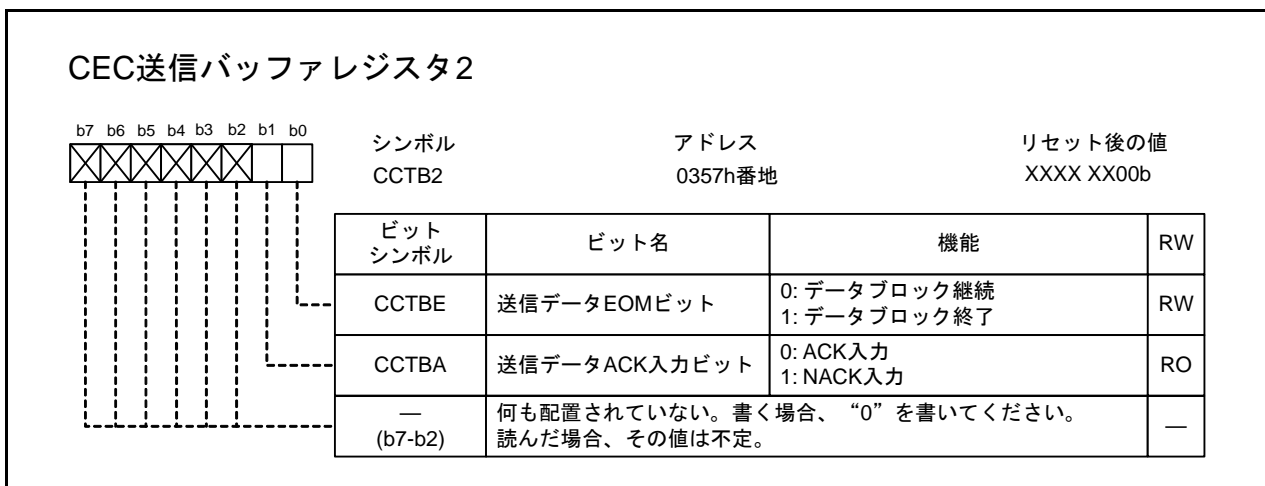 CEC送信バッファレジスタ2
b7 b6 b5 b4 b3 b2 b1 b0
シンボル アドレス リセット後の値
CCTB2 0357h番地 XXXX XX00b
ビット
シンボル
ビット名
機能
RW
CCTBE
送信データEOMビット
0: データブロック継続
1: データブロック終了
RW
CCTBA
送信データACK入力ビット
0: ACK入力
1: NACK入力
RO
—
(b7-b2)
何も配置されていない。書く場合、“0”を書いてください。
読んだ場合、その値は不定。
—